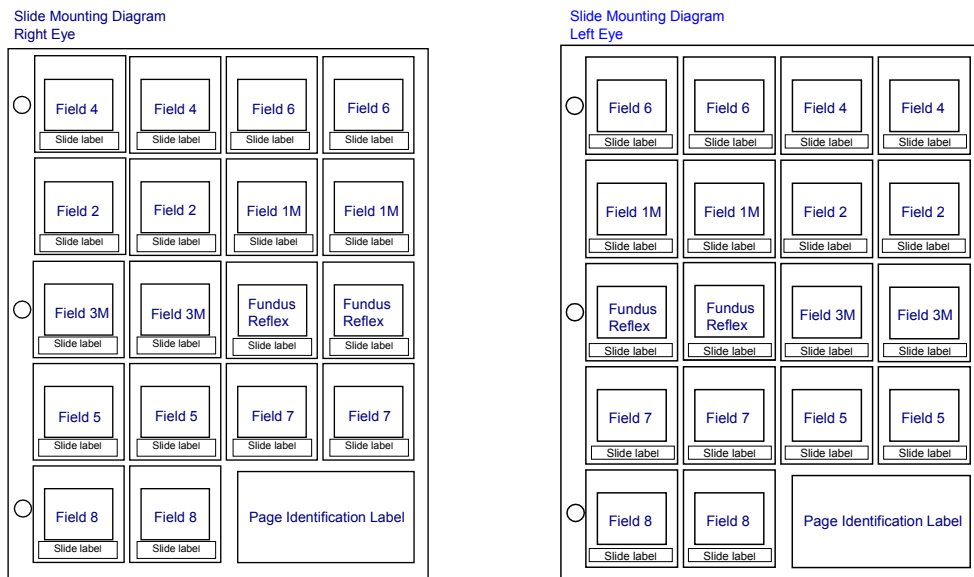 Slide Mounting Diagram
Right Eye
Field 4 Field 4 Field 6 Field 6
Slide label Slide label Slide label Slide label
Field 2 Field 2 Field 1M Field 1M
Slide label Slide label Slide label Slide label
Field 3M Field 3M Fundus Reflex Fundus Reflex
Slide label Slide label Slide label Slide label
Field 5 Field 5 Field 7 Field 7
Slide label Slide label Slide label Slide label
Field 8 Field 8 Page Identification Label
Slide label Slide label
Slide Mounting Diagram
Left Eye
Field 6 Field 6 Field 4 Field 4
Slide label Slide label Slide label Slide label
Field 1M Field 1M Field 2 Field 2
Slide label Slide label Slide label Slide label
Fundus Reflex Fundus Reflex Field 3M Field 3M
Slide label Slide label Slide label Slide label
Field 7 Field 7 Field 5 Field 5
Slide label Slide label Slide label Slide label
Field 8 Field 8 Page Identification Label
Slide label Slide label